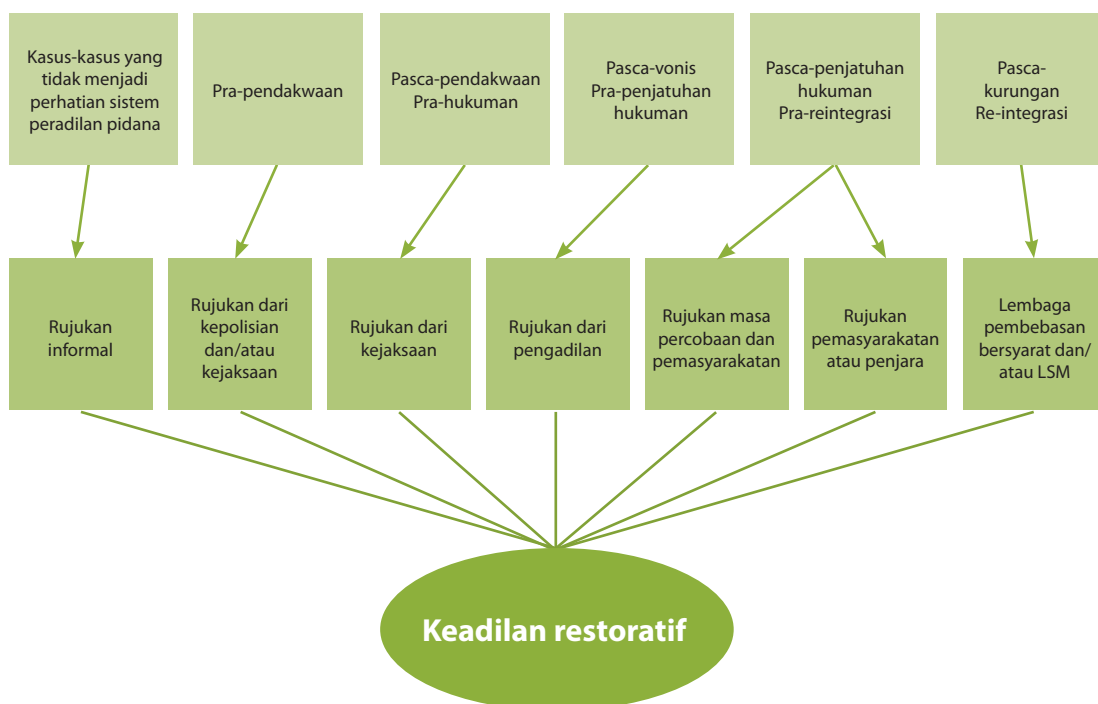 Kasus-kasus yang
tidak menjadi
perhatian sistem
peradilan pidana
Pra-pendakwaan
Pasca-pendakwaan
Pra-hukuman
Pasca-vonis
Pra-penjatuhan
hukuman
Pasca-penjatuhan
hukuman
Pra-reintegrasi
Pasca-
kurungan
Re-integrasi
Rujukan
informal
Rujukan dari
kepolisian
dan/atau
kejaksaan
Rujukan dari
kejaksaan
Rujukan dari
pengadilan
Rujukan masa
percobaan dan
pemasyarakatan
Rujukan
pemasyarakatan
atau penjara
Lembaga
pembebasan
bersyarat dan/
atau LSM
Keadilan restoratif